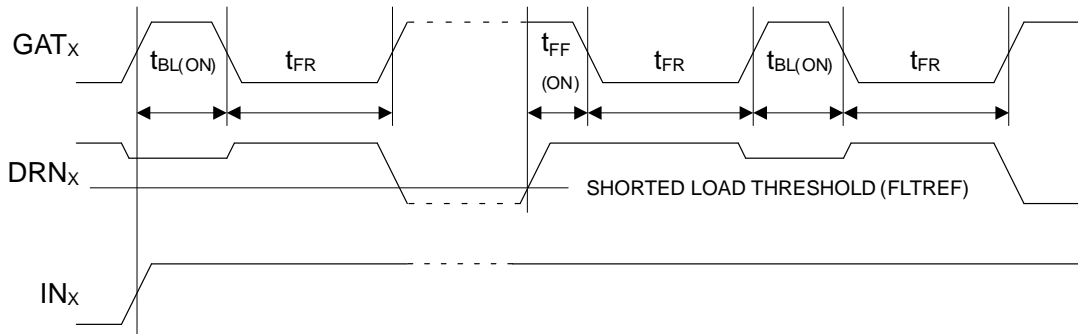 GATX
tBL(ON)
tFR
tFF
(ON)
tFR
tBL(ON)
tFR
DRNX
SHORTED LOAD THRESHOLD (FLTREF)
INX